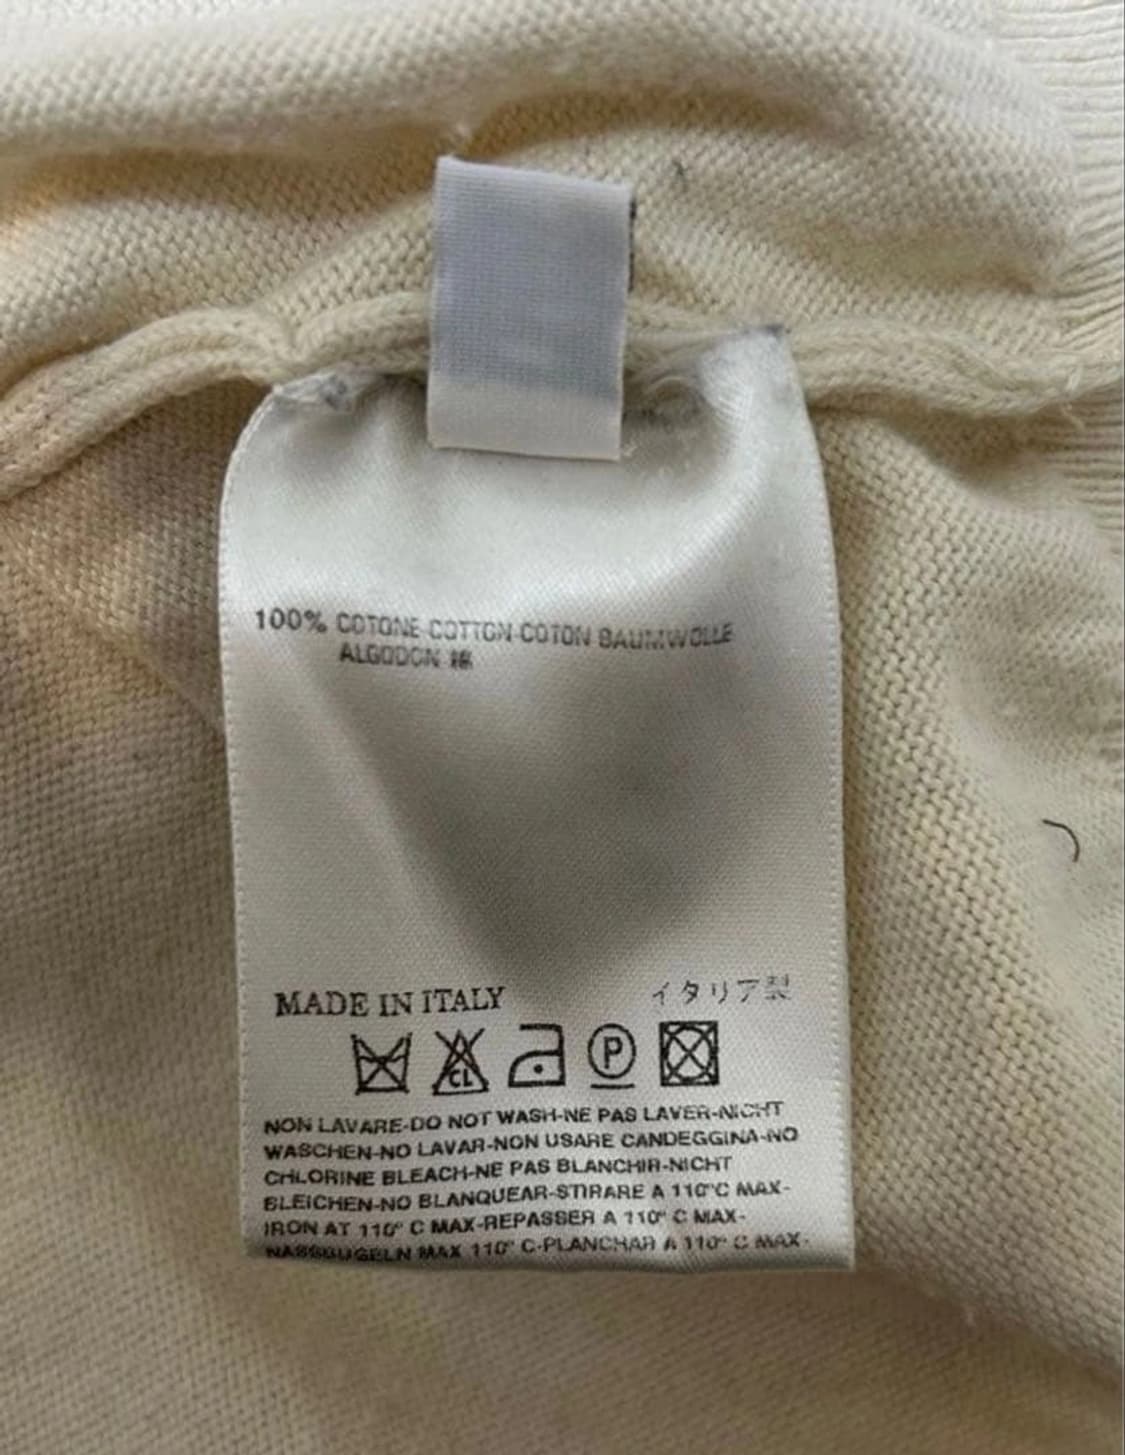 100% COTONE-COTTON-COTON BAUMWOLLE
ALGODON 綿
MADE IN ITALY イタリア製
CL P
NON LAVARE-DO NOT WASH-NE PAS LAVER-NICHT
WASCHEN-NO LAVAR-NON USARE CANDEGGINA-NO
CHLORINE BLEACH-NE PAS BLANCHIR-NICHT
BLEICHEN-NO BLANQUEAR-STIRARE A 110°C MAX-
IRON AT 110° C MAX-REPASSER A 110° C MAX-
NASSBUGELN MAX 110° C-PLANCHAR A 110° C MAX-